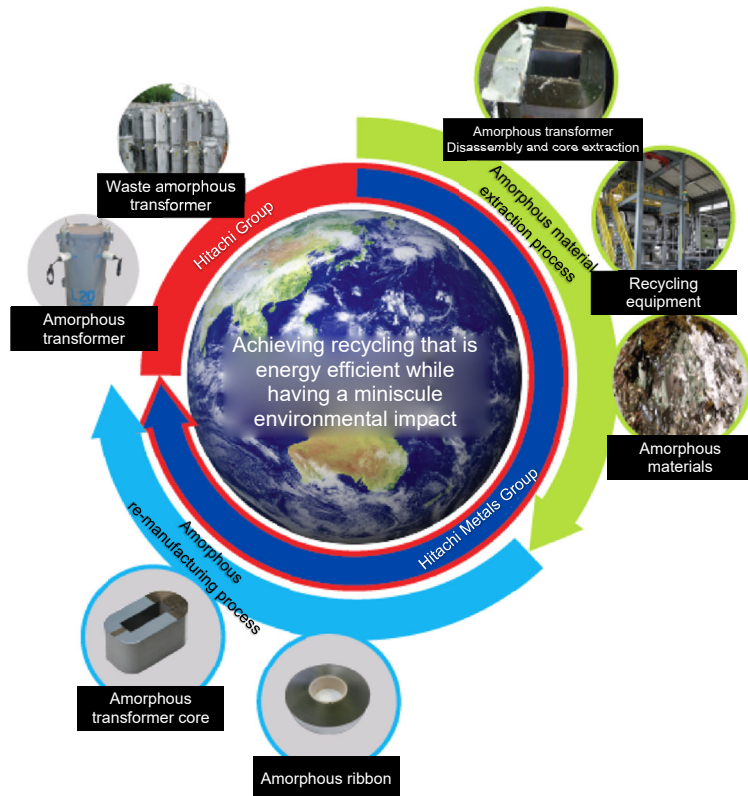 Amorphous transformer
Disassembly and core extraction
Waste amorphous
transformer
Hitachi Group
Amorphous material
extraction process
L20
Amorphous
transformer
Recycling
equipment
Achieving recycling that is
energy efficient while
having a miniscule
environmental impact
Amorphous
materials
Hitachi Metals Group
Amorphous
re-manufacturing process
Amorphous
transformer core
Amorphous ribbon